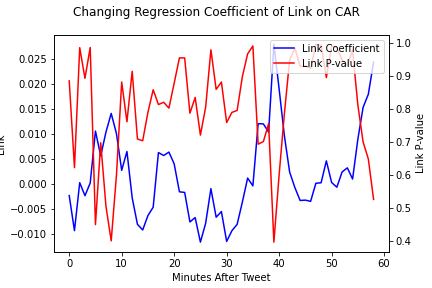 Changing Regression Coefficient of Link on CAR
Link Coefficient
Link P-value
0.025
0.020
0.015
0.010
0.005
0.000
−0.005
−0.010
Link
1.0
0.9
0.8
0.7
0.6
0.5
0.4
Link P-value
0 10 20 30 40 50 60
Minutes After Tweet